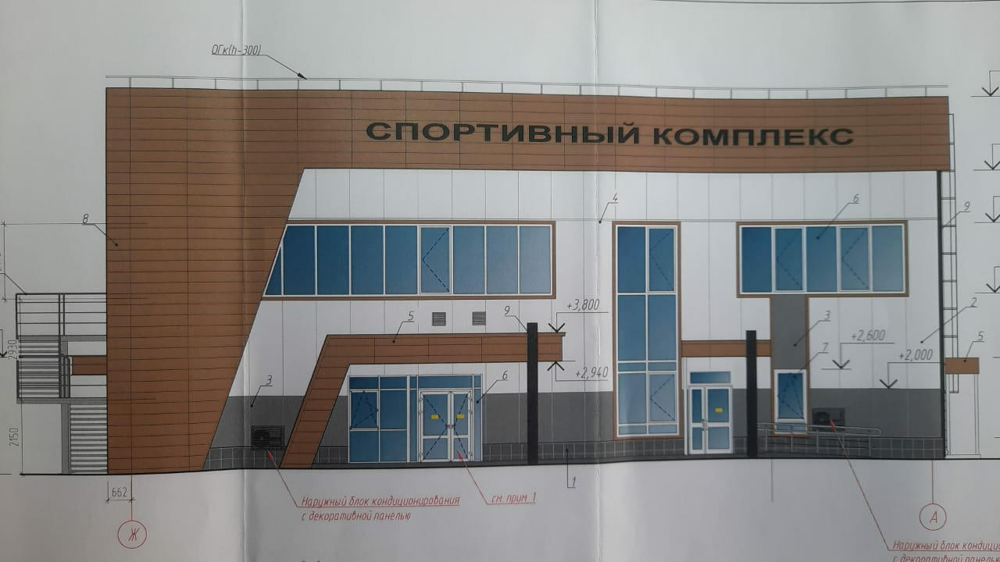 ОГк(h-300)
СПОРТИВНЫЙ КОМПЛЕКС
4
6
9
8
+3,800
9
5
3
2
+2,600
5
7
+2,000
+2,940
6
3
2930
2150
1
662
Наружный блок кондиционирования
с декоративной панелью
см. прим 1
Ж
А
Наружный блок
с декоративной